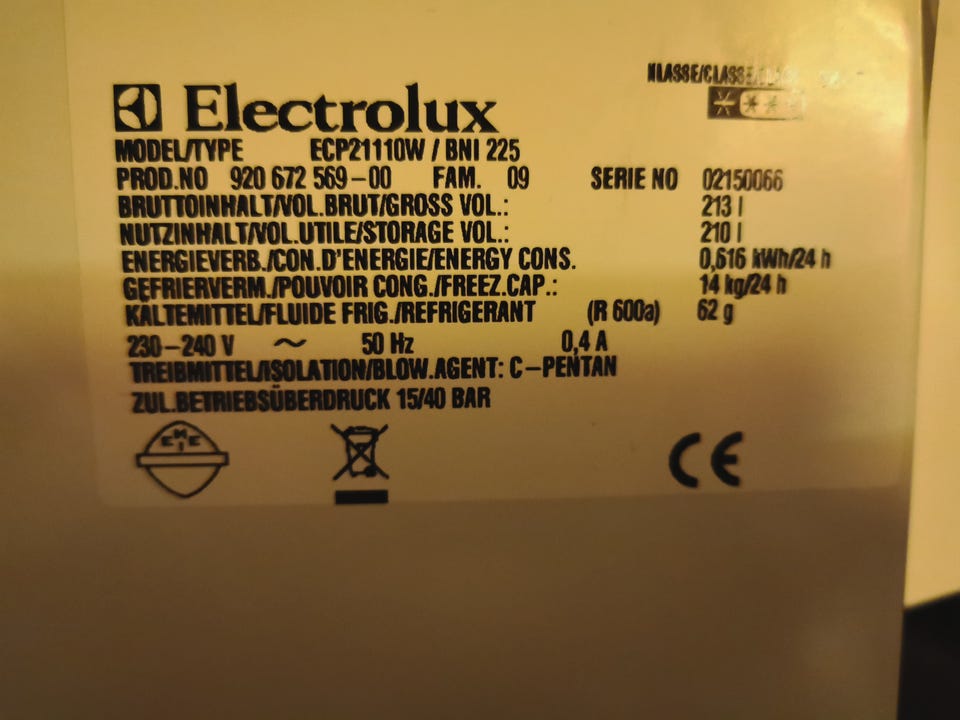 KLASSE/CLASSE/
Electrolux
MODEL/TYPE ECP21110W / BNI 225
PROD.NO 920 672 569-00 FAM. 09 SERIE NO 02150066
BRUTTOINHALT/VOL.BRUT/GROSS VOL.: 213 l
NUTZINHALT/VOL.UTILE/STORAGE VOL.: 210 l
ENERGIEVERB./CON.D'ENERGIE/ENERGY CONS. 0,616 kWh/24 h
GEFRIERVERM./POUVOIR CONG./FREEZ.CAP.: 14 kg/24 h
KÄLTEMITTEL/FLUIDE FRIG./REFRIGERANT (R 600a) 62 g
230-240 V ~ 50 Hz 0,4 A
TREIBMITTEL/ISOLATION/BLOW.AGENT: C-PENTAN
ZUL.BETRIEBSÜBERDRUCK 15/40 BAR
CE